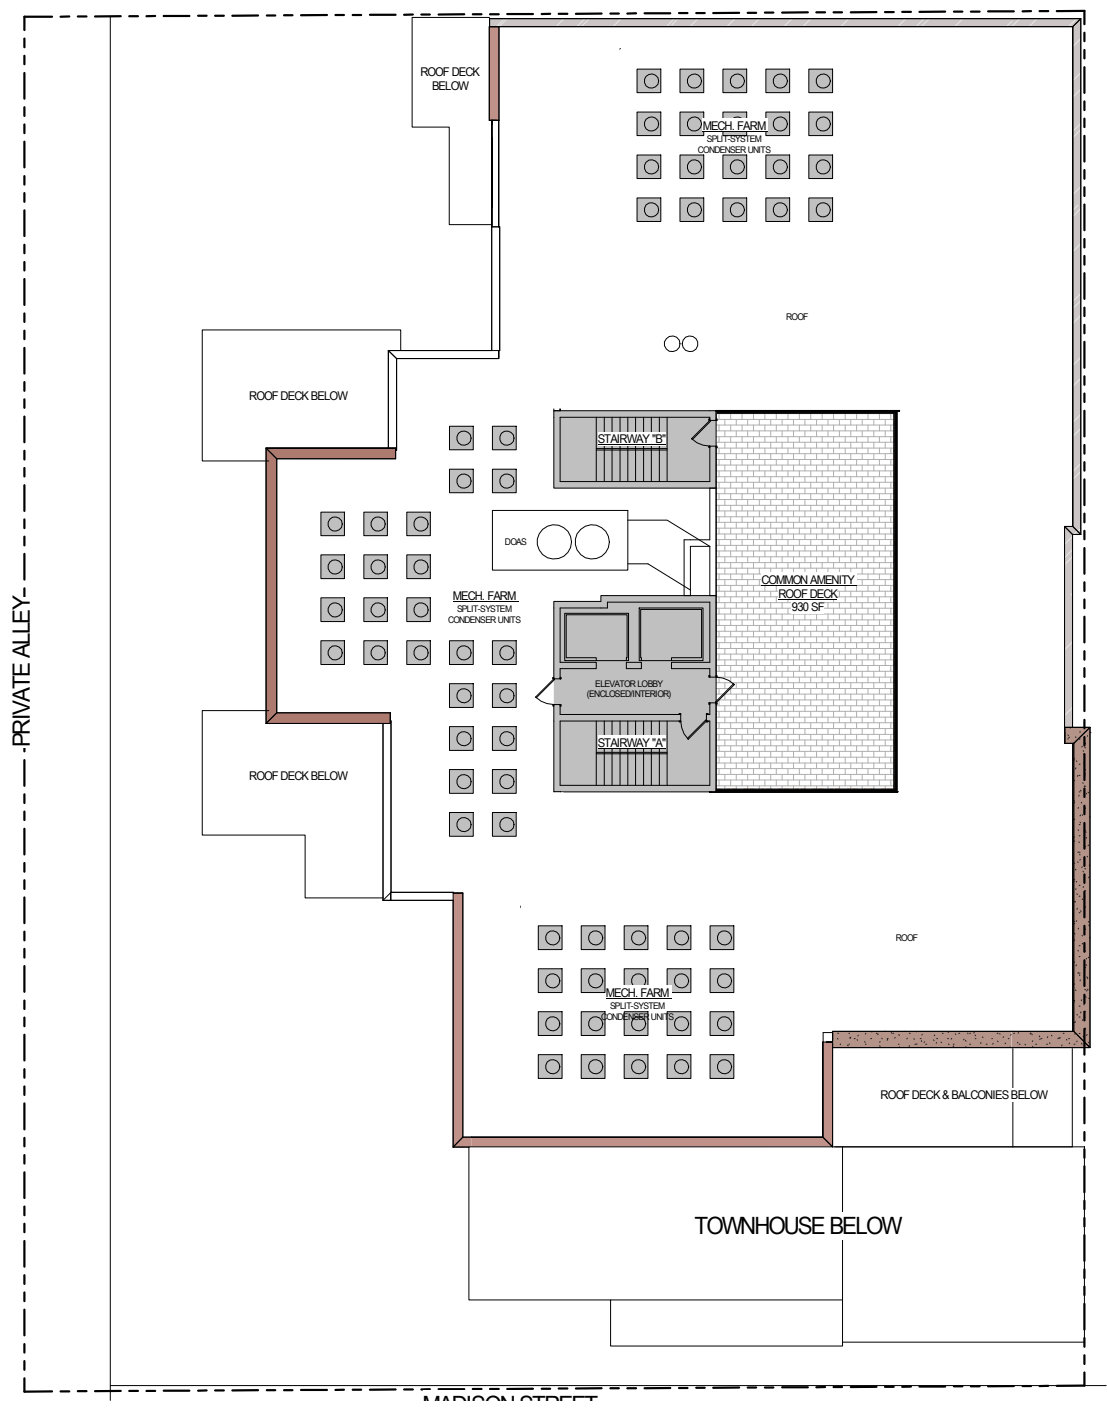 ROOF DECK
BELOW
MECH. FARM
SPLIT-SYSTEM
CONDENSER UNITS
ROOF
ROOF DECK BELOW
STAIRWAY "B"
DOAS
COMMON AMENITY
ROOF DECK
930 SF
MECH. FARM
SPLIT-SYSTEM
CONDENSER UNITS
PRIVATE ALLEY
ELEVATOR LOBBY
(ENCLOSED/INTERIOR)
STAIRWAY "A"
ROOF DECK BELOW
ROOF
MECH. FARM
SPLIT-SYSTEM
CONDENSER UNITS
ROOF DECK & BALCONIES BELOW
TOWNHOUSE BELOW
MADISON STREET